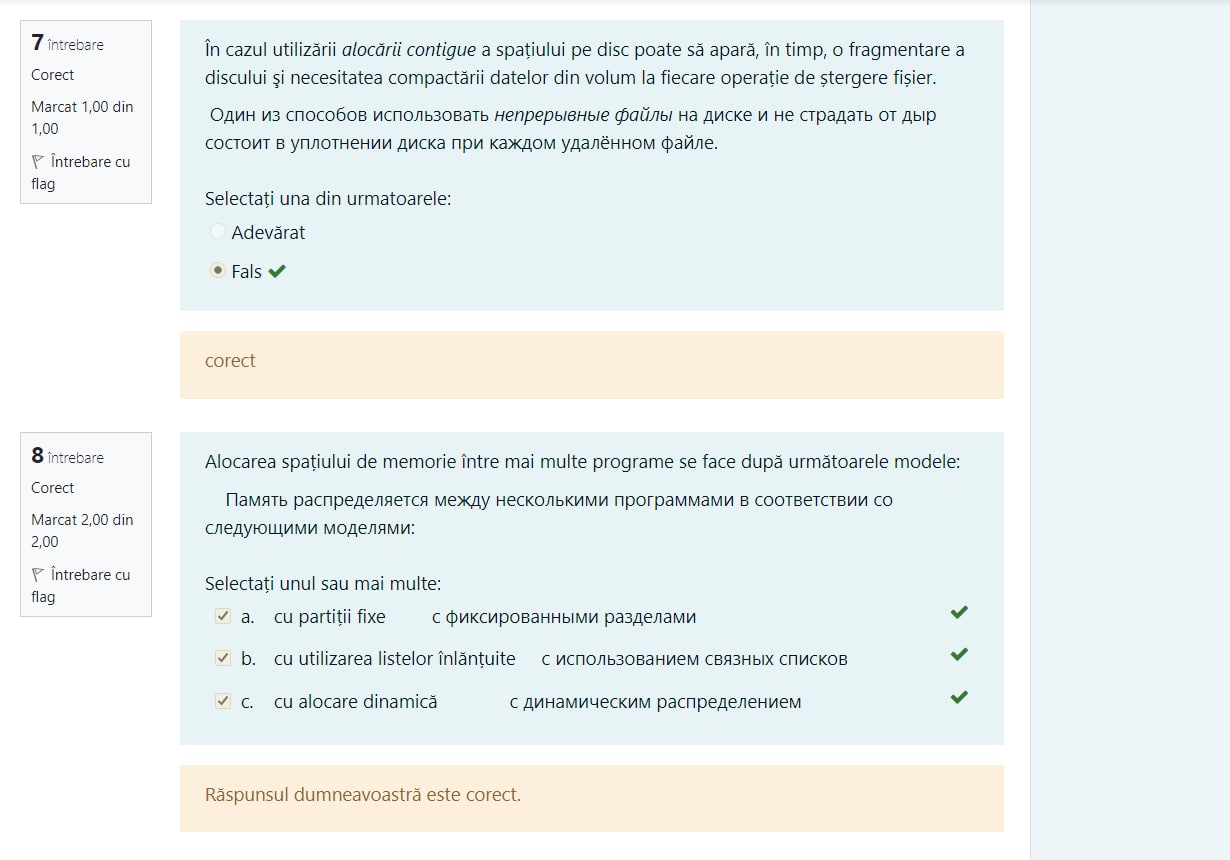 7 întrebare
Corect
Marcat 1,00 din
1,00
Întrebare cu
flag
În cazul utilizării alocării contigue a spațiului pe disc poate să apară, în timp, o fragmentare a
discului şi necesitatea compactării datelor din volum la fiecare operație de ștergere fișier.
Один из способов использовать непрерывные файлы на диске и не страдать от дыр
состоит в уплотнении диска при каждом удалённом файле.
Selectați una din urmatoarele:
Adevărat
Fals
corect
8 întrebare
Corect
Marcat 2,00 din
2,00
Întrebare cu
flag
Alocarea spațiului de memorie între mai multe programe se face după următoarele modele:
Память распределяется между несколькими программами в соответствии со
следующими моделями:
Selectați unul sau mai multe:
a. cu partiții fixe с фиксированными разделами
b. cu utilizarea listelor înlănțuite с использованием связных списков
c. cu alocare dinamică с динамическим распределением
Răspunsul dumneavoastră este corect.